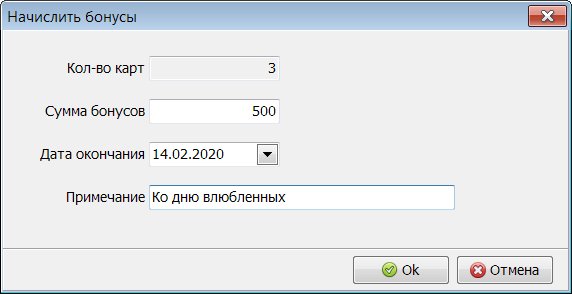 Начислить бонусы
Кол-во карт 3
Сумма бонусов 500
Дата окончания 14.02.2020
Примечание Ко дню влюбленных
Ok Отмена